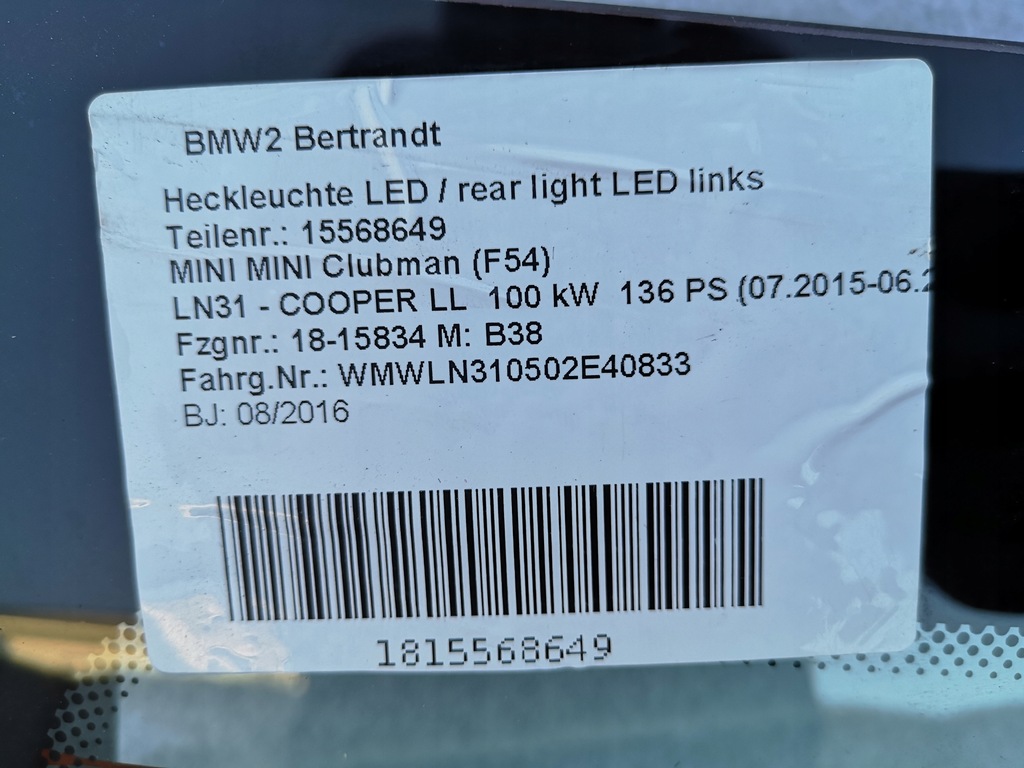 BMW2 Bertrandt
Heckleuchte LED / rear light LED links
Teilenr.: 15568649
MINI MINI Clubman (F54)
LN31 - COOPER LL 100 kW 136 PS (07.2015-06.2
Fzgnr.: 18-15834 M: B38
Fahrg.Nr.: WMWLN310502E40833
BJ: 08/2016
1815568649